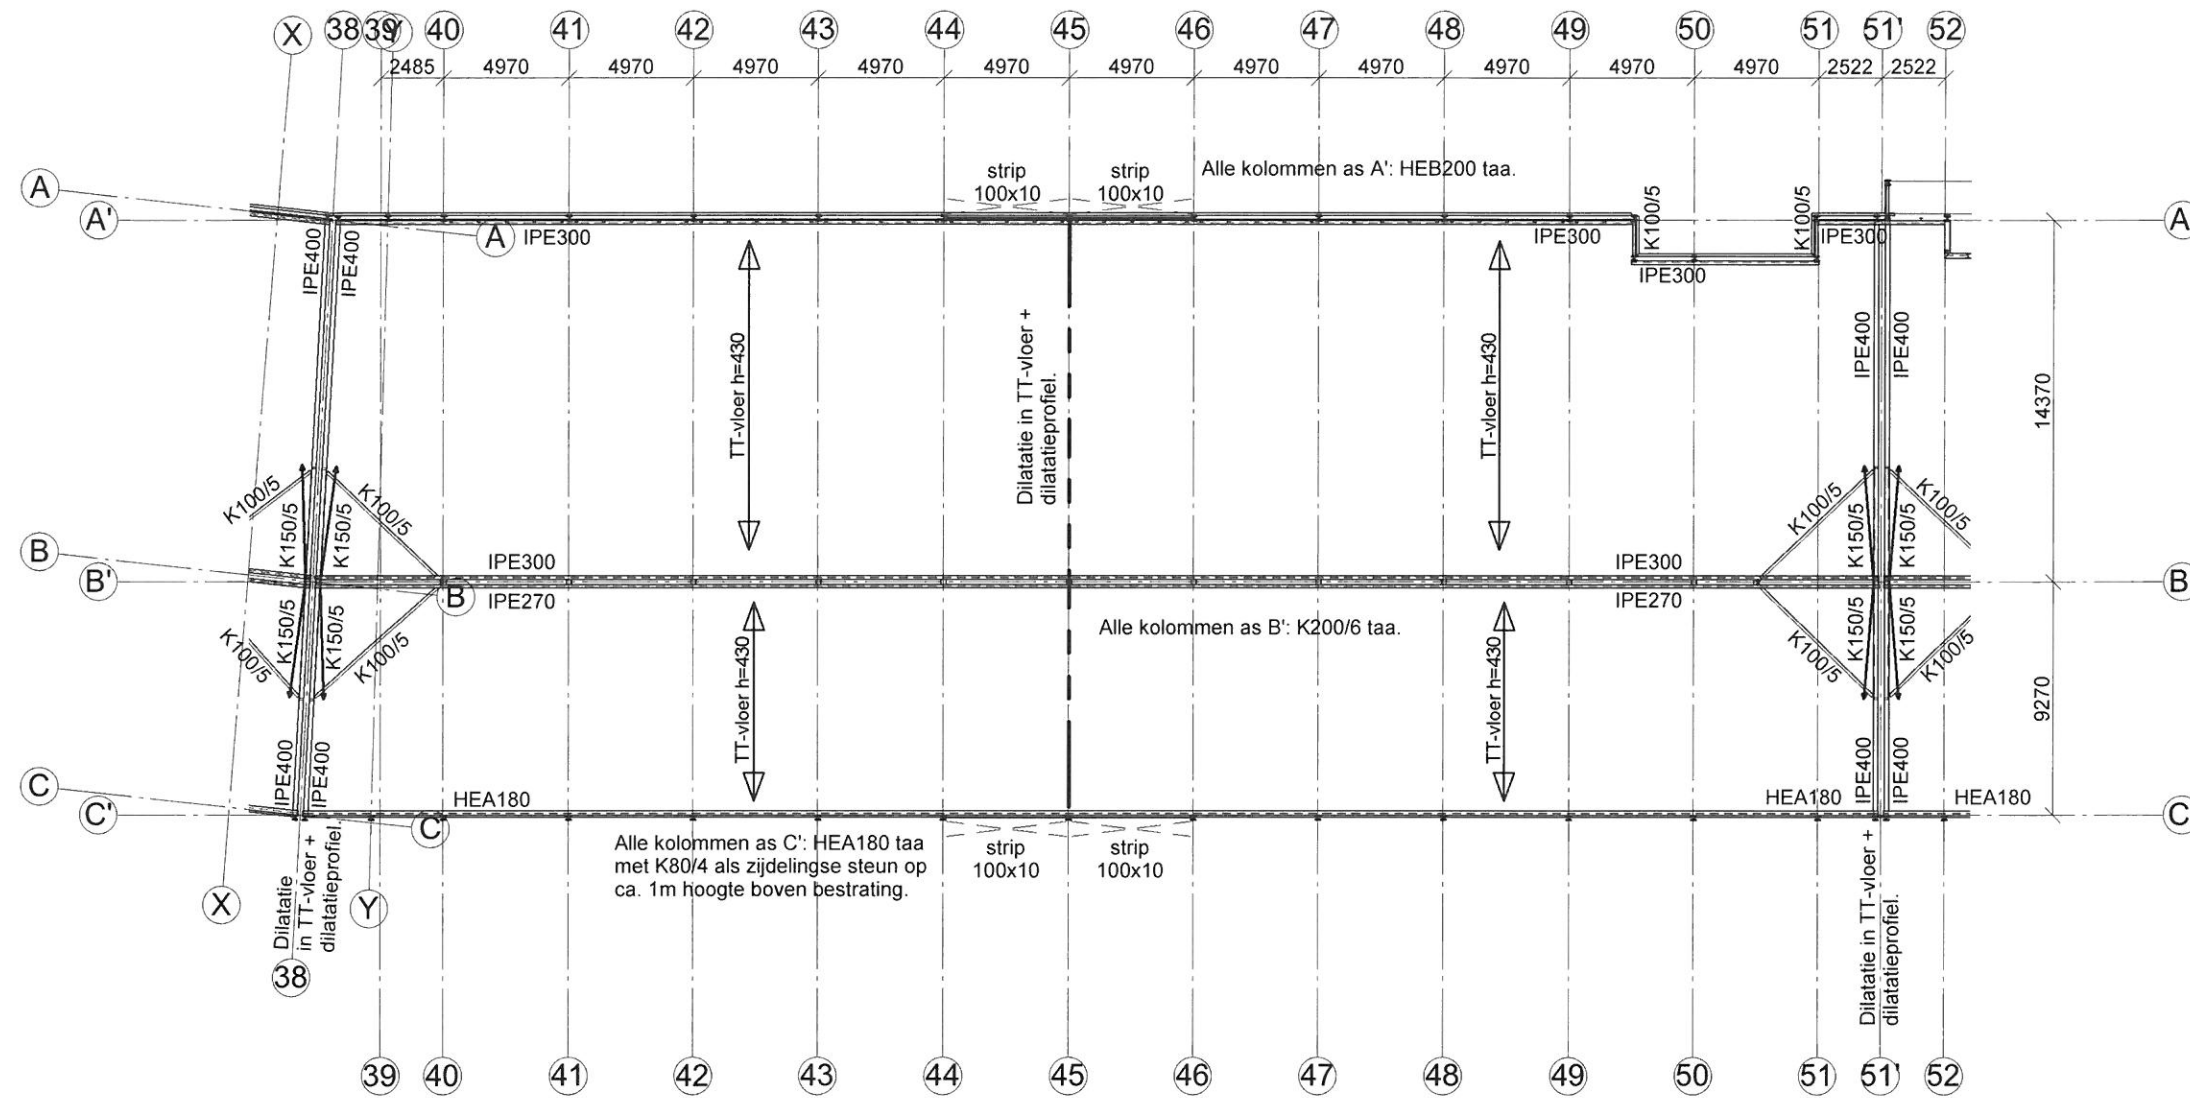 X
38
39
Y
40
41
42
43
44
45
46
47
48
49
50
51
51'
52
2485
4970
4970
4970
4970
4970
4970
4970
4970
4970
4970
4970
2522
2522
strip
100x10
strip
100x10
Alle kolommen as A': HEB200 taa.
A
A'
A
A
IPE300
IPE300
K100/5
IPE300
K100/5
IPE300
IPE400
IPE400
TT-vloer h=430
Dilatatie in TT-vloer +
dilatatieprofiel.
TT-vloer h=430
IPE400
IPE400
14370
K100/5
K150/5
K150/5
K100/5
K100/5
K150/5
K150/5
K100/5
B
B'
B
B
IPE300
IPE270
IPE300
IPE270
K100/5
K150/5
K150/5
K100/5
TT-vloer h=430
Alle kolommen as B': K200/6 taa.
TT-vloer h=430
K100/5
K150/5
K150/5
K100/5
9270
IPE400
IPE400
IPE400
IPE400
C
C'
C
C
HEA180
HEA180
HEA180
Alle kolommen as C': HEA180 taa
met K80/4 als zijdelingse steun op
ca. 1m hoogte boven bestrating.
strip
100x10
strip
100x10
X
Y
Dilatatie
in TT-vloer +
dilatatieprofiel.
38
Dilatatie in TT-vloer +
dilatatieprofiel.
39
40
41
42
43
44
45
46
47
48
49
50
51
51'
52